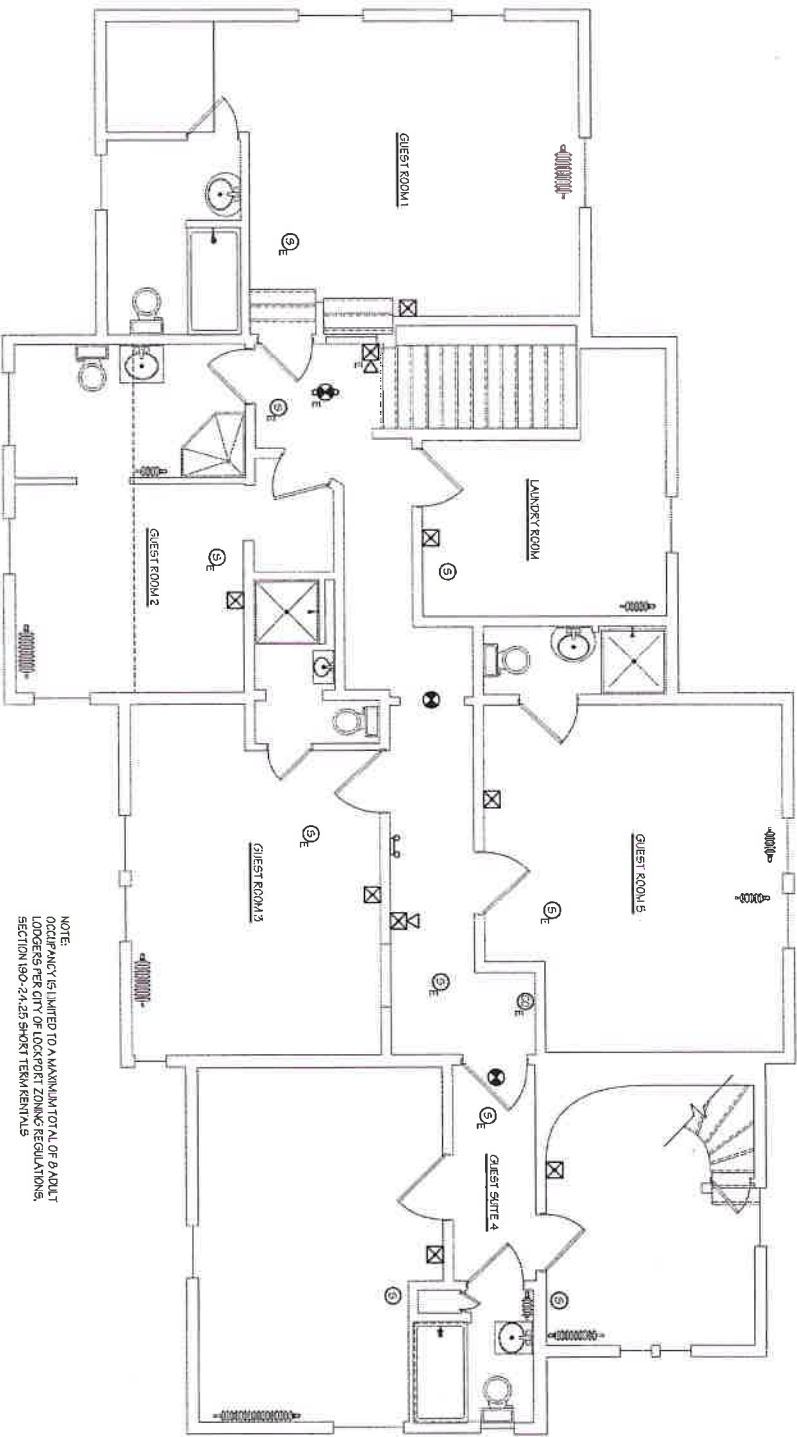 GUEST ROOM 1
LAUNDRY ROOM
GUEST ROOM 2
GUEST ROOM 5
GUEST ROOM 3
GUEST SUITE 4
S
E
E
E
S
E
S
E
S
S
E
S
E
S
E
CO
E
S
E
S
S
NOTE:
OCCUPANCY IS LIMITED TO A MAXIMUM TOTAL OF 8 ADULT
LODGERS PER CITY OF LOCKPORT ZONING REGULATIONS,
SECTION 190-24.25 SHORT TERM RENTALS